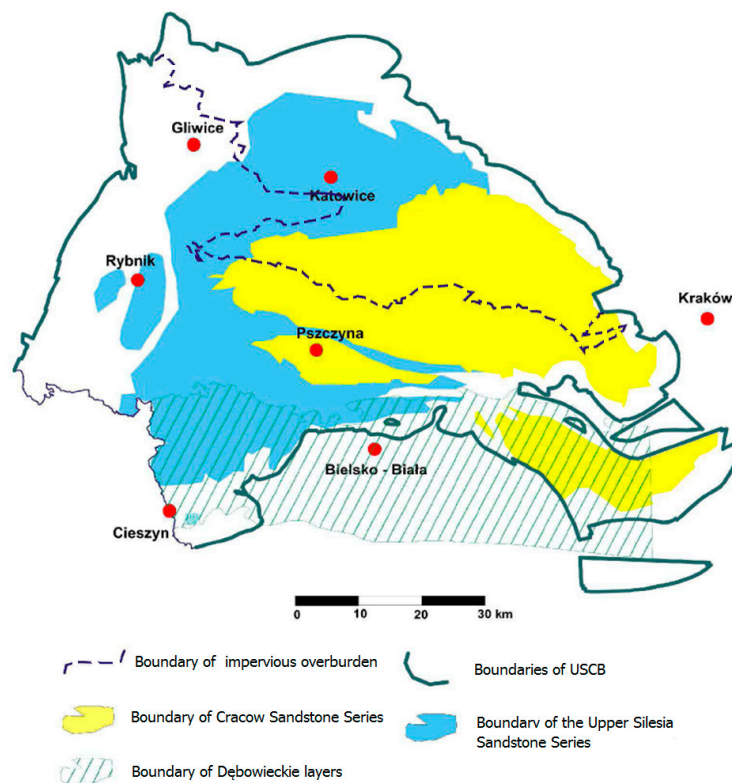 Gliwice
Katowice
Rybnik
Kraków
Pszczyna
Bielsko - Biała
Cieszyn
0 10 20 30 km
Boundary of impervious overburden
Boundaries of USCB
Boundary of Cracow Sandstone Series
Boundarv of the Upper Silesia
Sandstone Series
Boundary of Dębowieckie layers